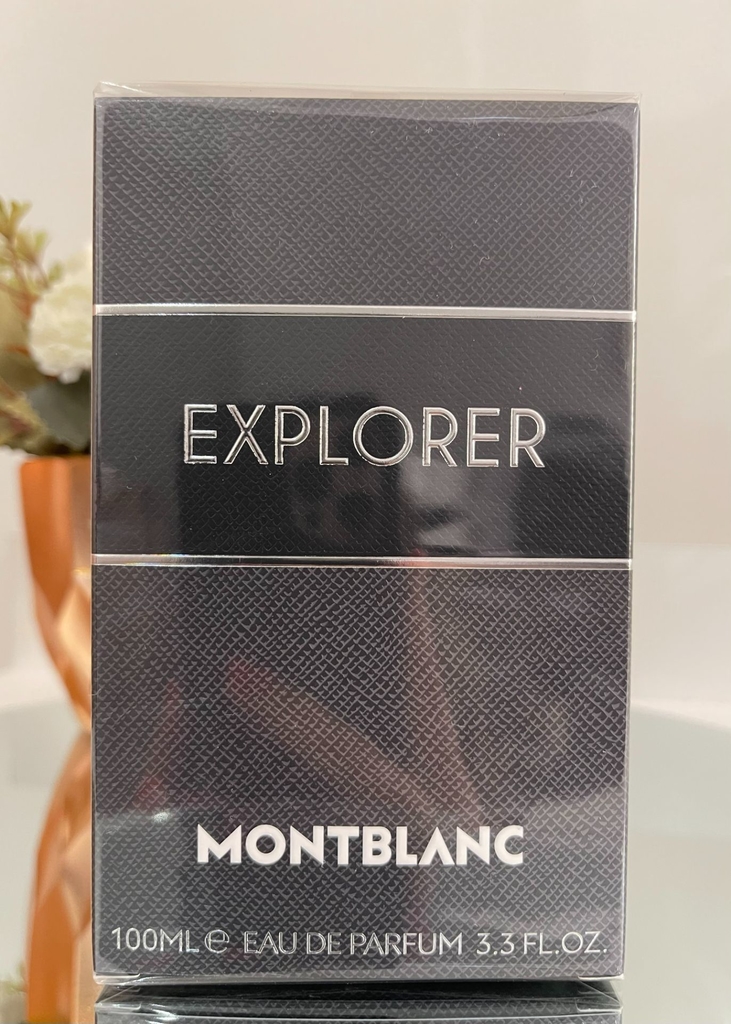 EXPLORER
MONTBLANC
100ML ℮ EAU DE PARFUM 3.3 FL.OZ.